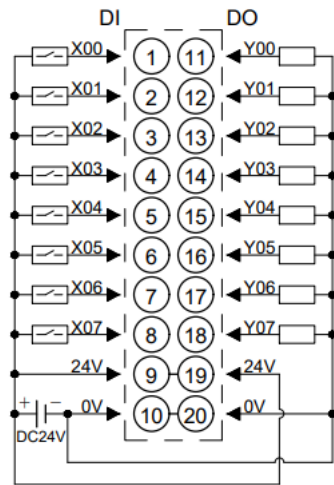 DI DO
X00 1 11 Y00
X01 2 12 Y01
X02 3 13 Y02
X03 4 14 Y03
X04 5 15 Y04
X05 6 16 Y05
X06 7 17 Y06
X07 8 18 Y07
24V 9 19 24V
+ − 0V 10 20 0V
DC24V